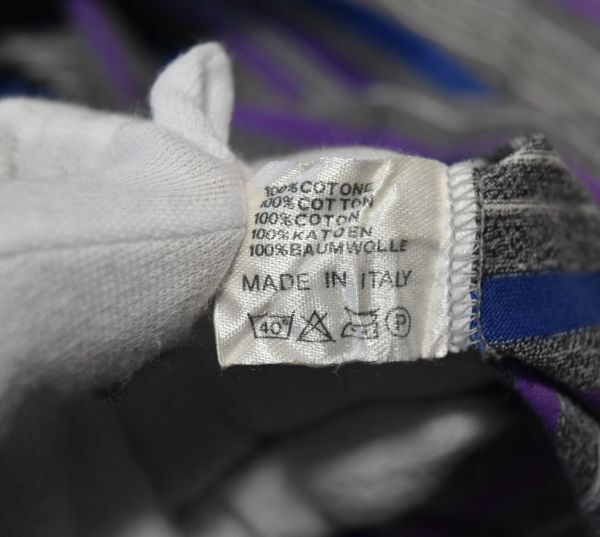 100% COTONE
100% COTTON
100% COTON
100% KATOEN
100% BAUMWOLLE
MADE IN ITALY
40° P